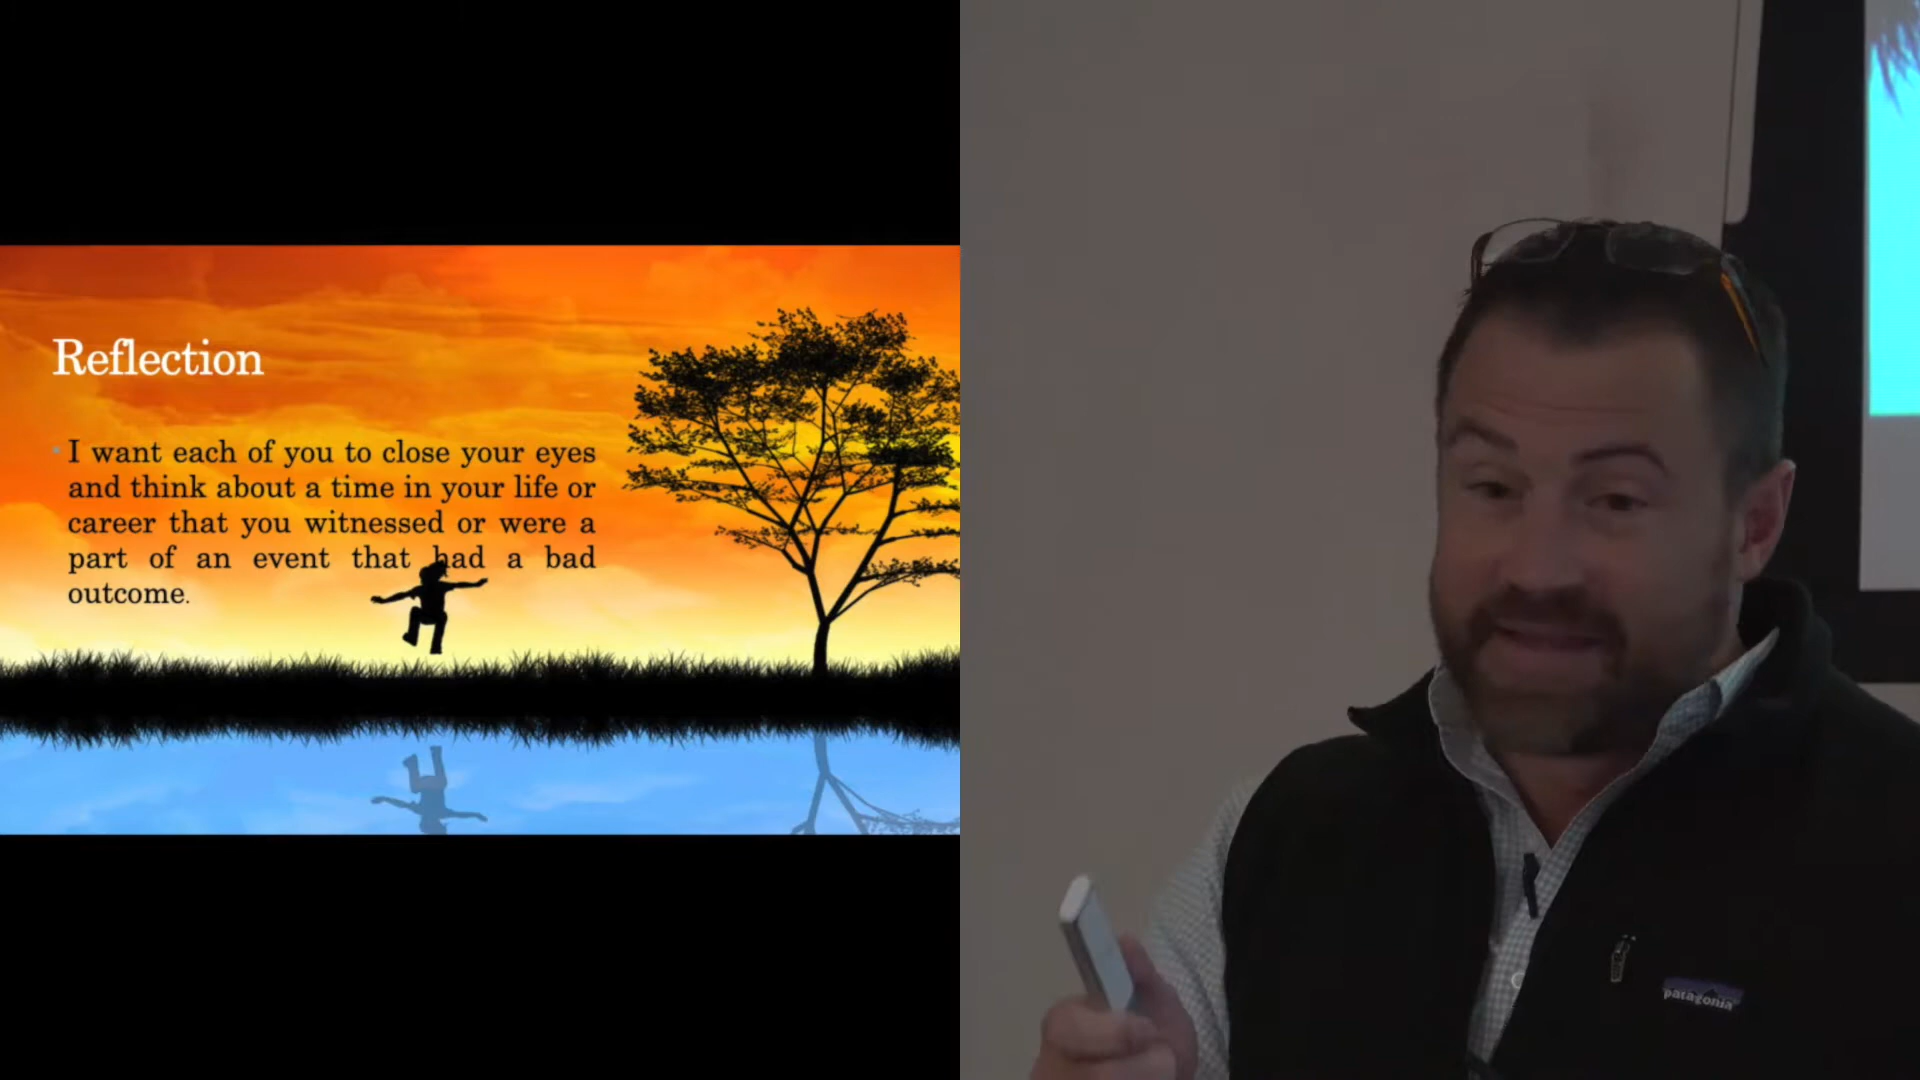 Reflection
I want each of you to close your eyes
and think about a time in your life or
career that you witnessed or were a
part of an event that had a bad
outcome.
patagonia